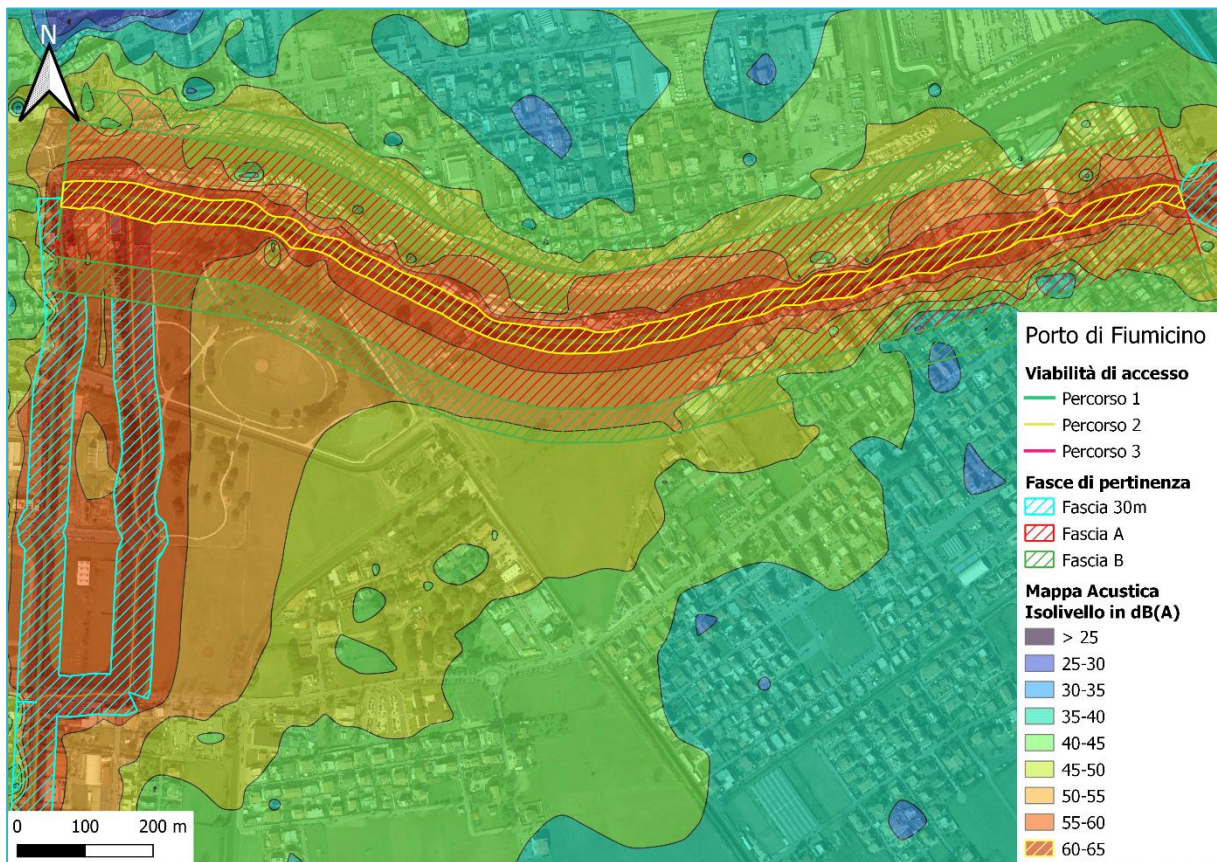 N
Porto di Fiumicino
Viabilità di accesso
Percorso 1
Percorso 2
Percorso 3
Fasce di pertinenza
Fascia 30m
Fascia A
Fascia B
Mappa Acustica
Isolivello in dB(A)
> 25
25-30
30-35
35-40
40-45
45-50
50-55
55-60
60-65
0 100 200 m